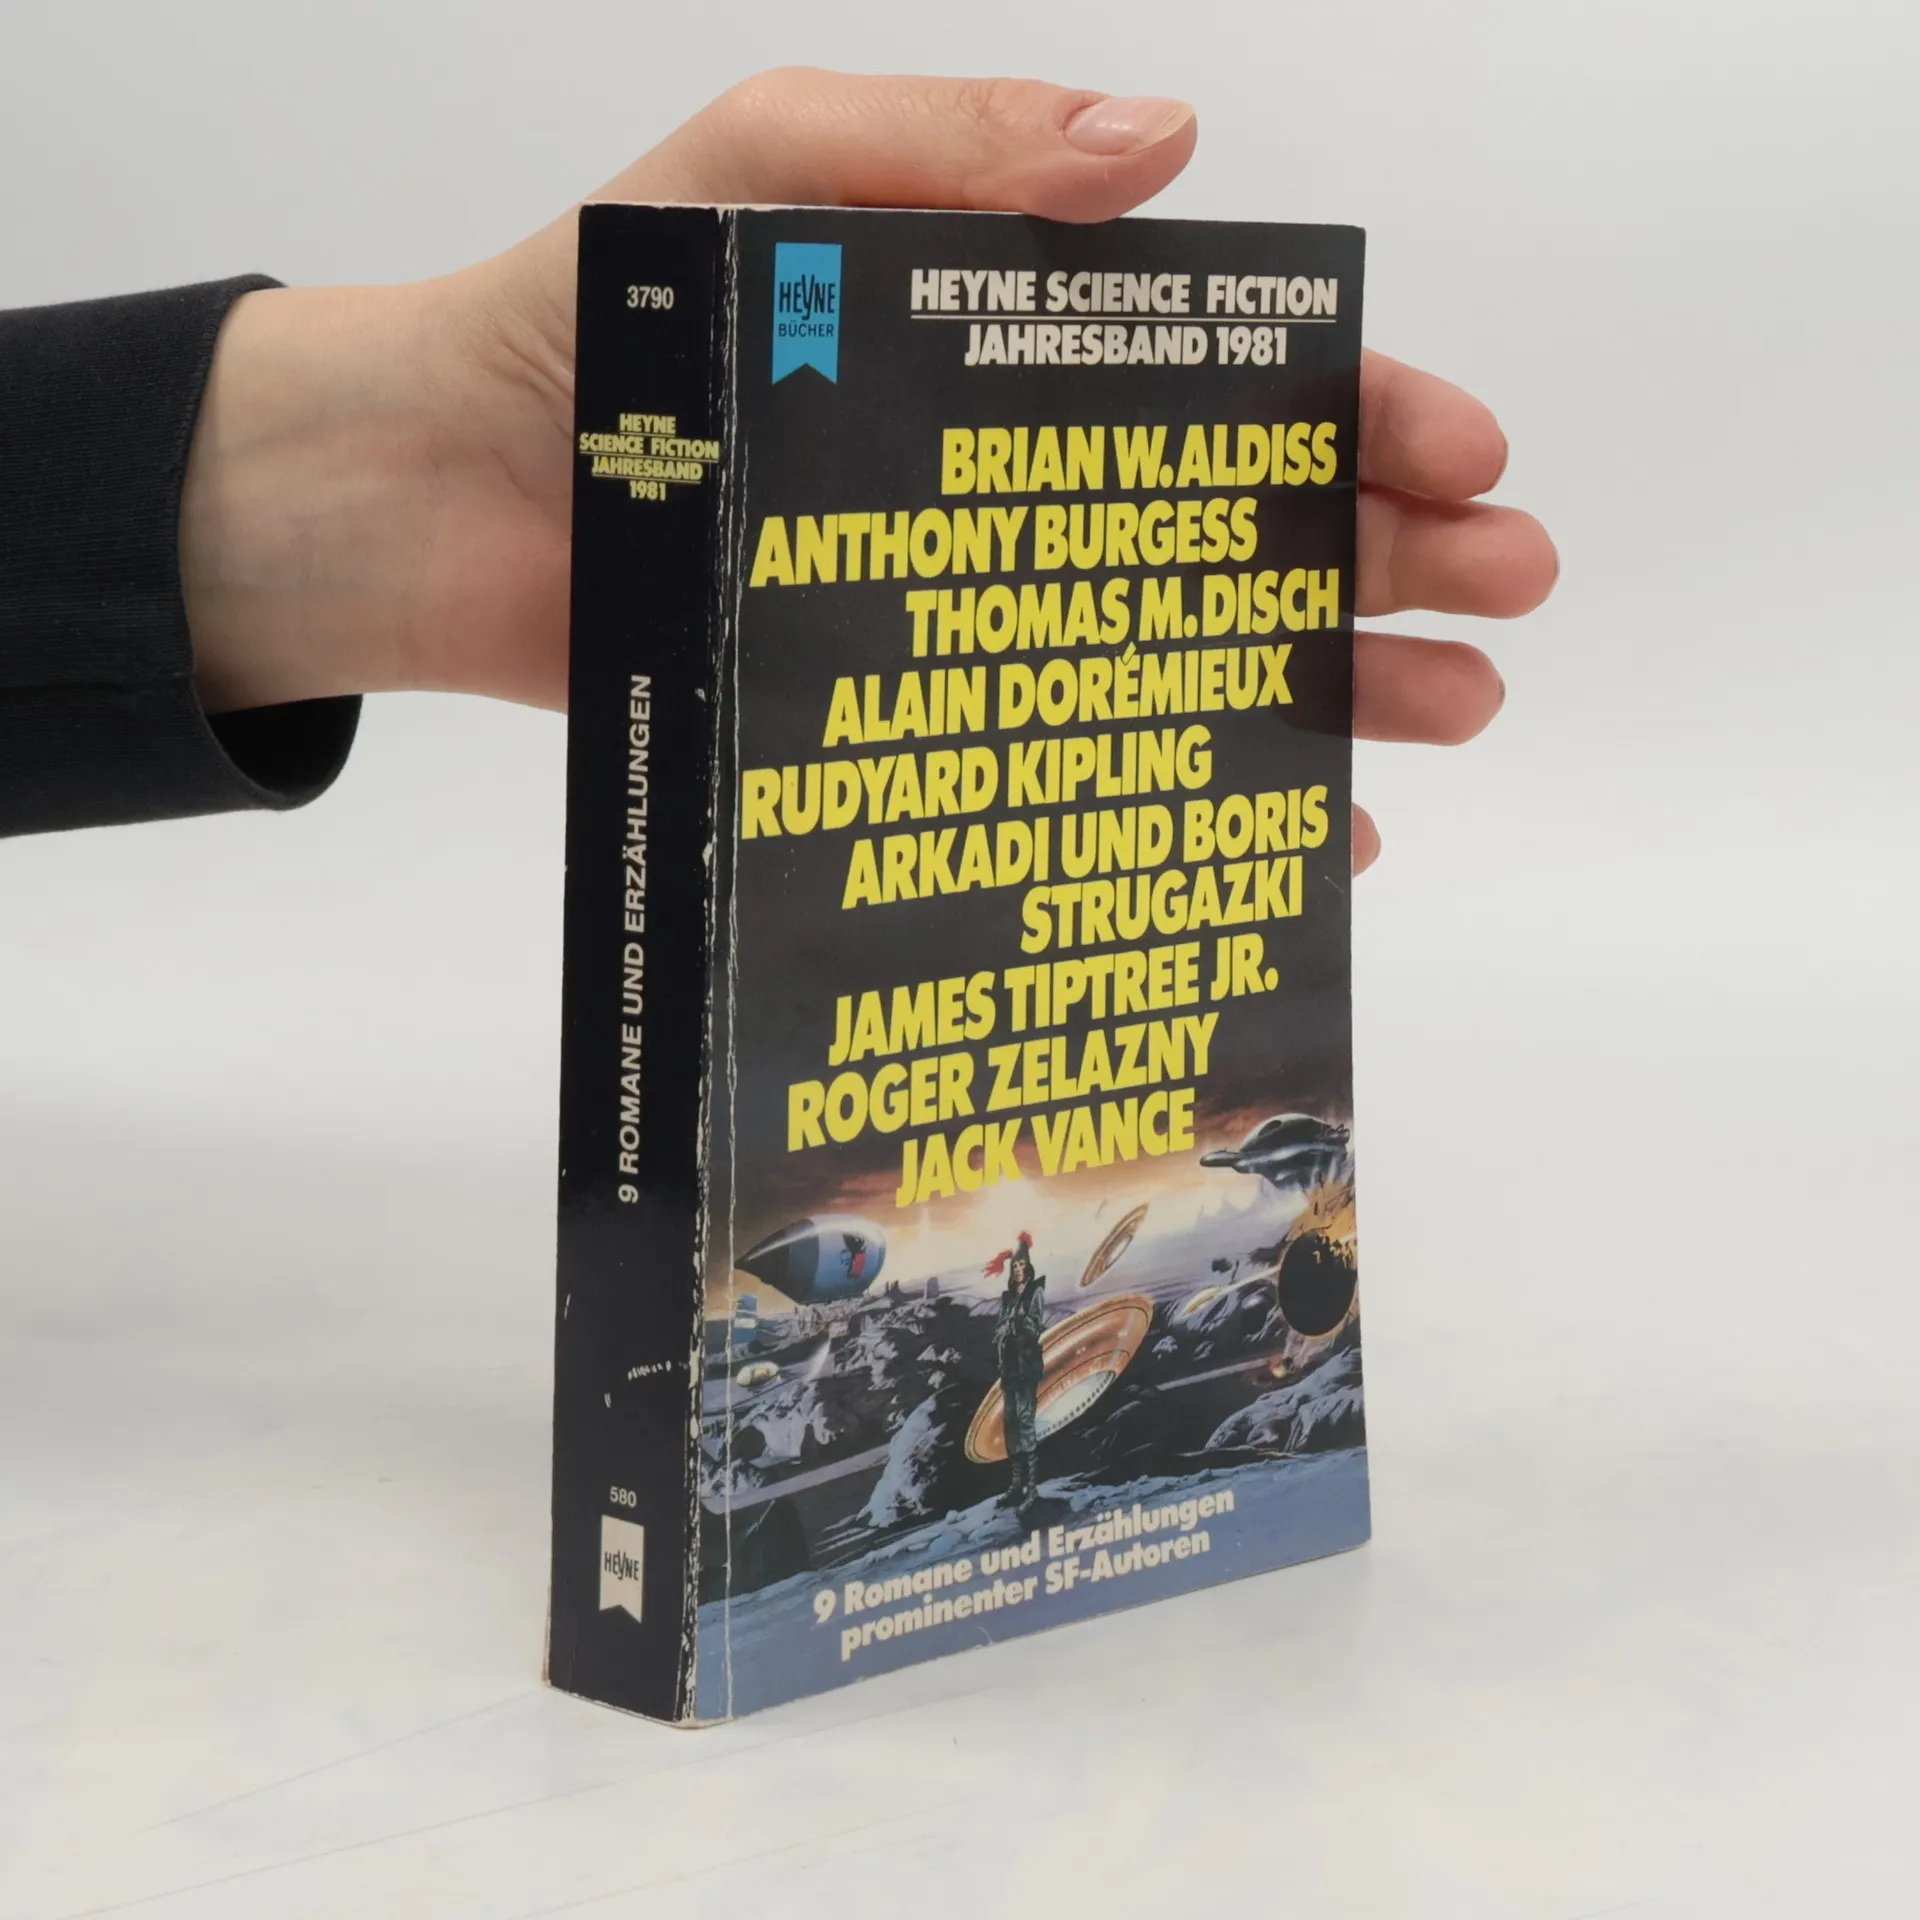 3790
HEYNE
SCIENCE FICTION
JAHRESBAND
1981
9 ROMANE UND ERZÄHLUNGEN
580
HEYNE
HEYNE
BÜCHER
HEYNE SCIENCE FICTION
JAHRESBAND 1981
BRIAN W. ALDISS
ANTHONY BURGESS
THOMAS M. DISCH
ALAIN DORÉMIEUX
RUDYARD KIPLING
ARKADI UND BORIS
STRUGAZKI
JAMES TIPTREE JR.
ROGER ZELAZNY
JACK VANCE
9 Romane und Erzählungen
prominenter SF-Autoren